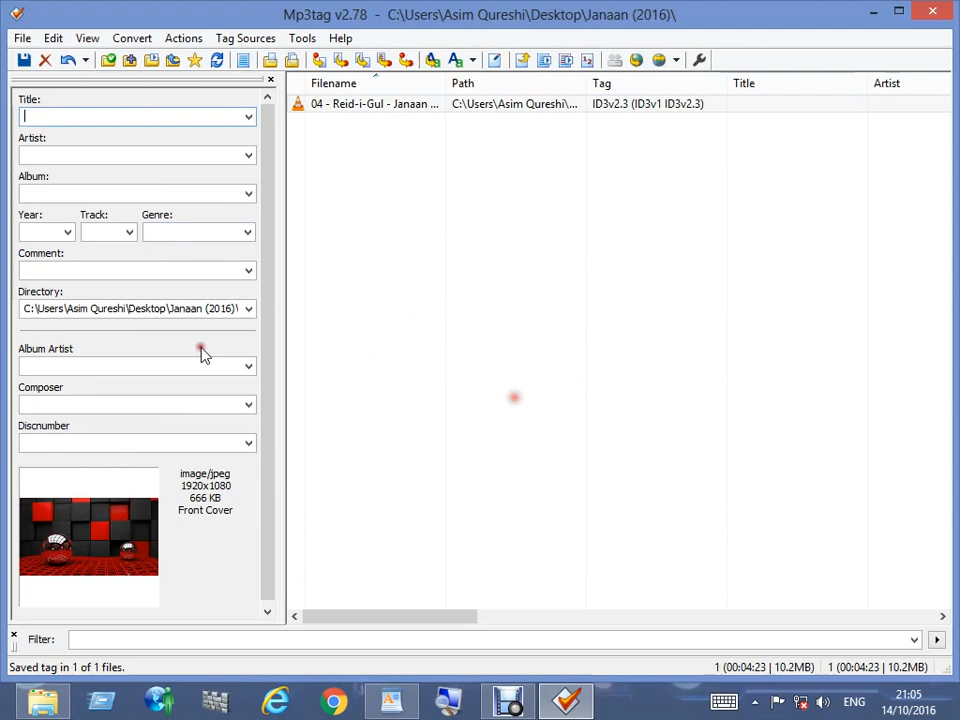 Mp3tag v2.78 - C:\Users\Asim Qureshi\Desktop\Janaan (2016)\
File Edit View Convert Actions Tag Sources Tools Help
Title:
Artist:
Album:
Year: Track: Genre:
Comment:
Directory:
C:\Users\Asim Qureshi\Desktop\Janaan (2016)\
Album Artist
Composer
Discnumber
image/jpeg
1920x1080
666 KB
Front Cover
Filename Path Tag Title Artist
04 - Reid-i-Gul - Janaan ... C:\Users\Asim Qureshi\... ID3v2.3 (ID3v1 ID3v2.3)
Filter:
Saved tag in 1 of 1 files. 1 (00:04:23 | 10.2MB) 1 (00:04:23 | 10.2MB)
ENG
21:05
14/10/2016